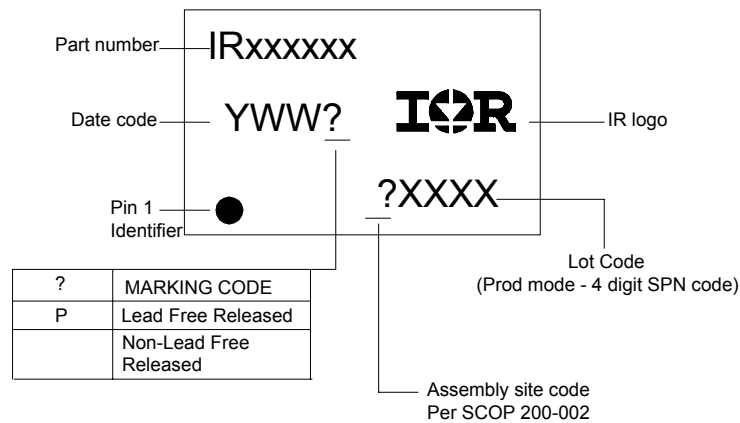 Part number
IRxxxxxx
Date code
YWW?
IOR
IR logo
?XXXX
Pin 1
Identifier
Lot Code
(Prod mode - 4 digit SPN code)
? MARKING CODE
P Lead Free Released
Non-Lead Free
Released
Assembly site code
Per SCOP 200-002